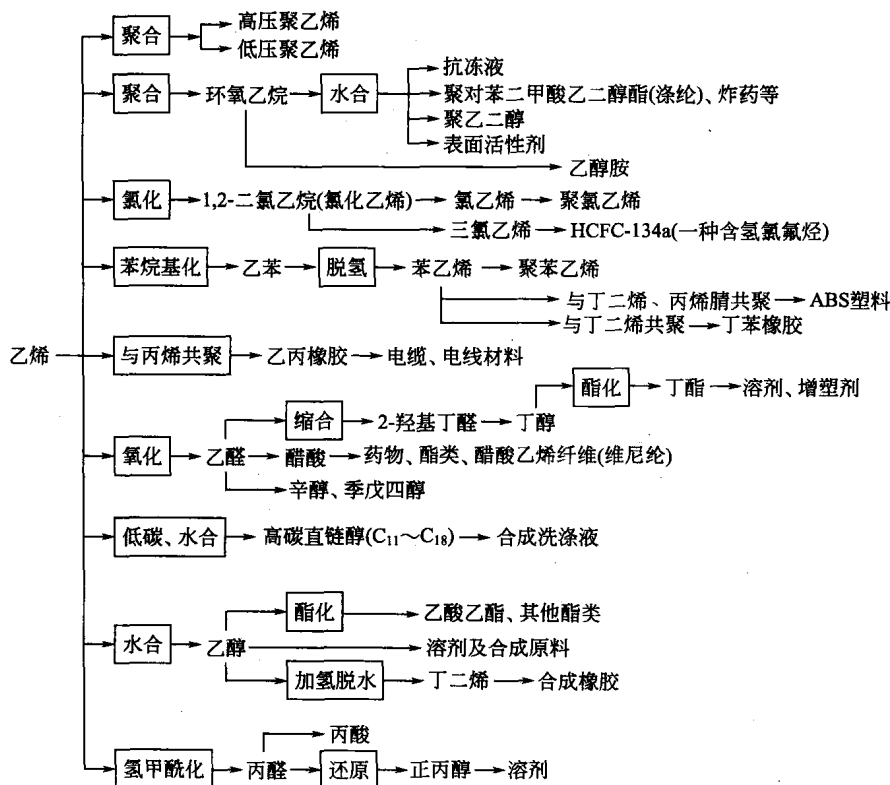 聚合 高压聚乙烯
低压聚乙烯
聚合 环氧乙烷 水合 抗冻液
聚对苯二甲酸乙二醇酯(涤纶)、炸药等
聚乙二醇
表面活性剂
乙醇胺
氯化 1,2-二氯乙烷(氯化乙烯) 氯乙烯 聚氯乙烯
三氯乙烯 HCFC-134a(一种含氢氯氟烃)
苯烷基化 乙苯 脱氢 苯乙烯 聚苯乙烯
与丁二烯、丙烯腈共聚 ABS塑料
与丁二烯共聚 丁苯橡胶
乙烯 与丙烯共聚 乙丙橡胶 电缆、电线材料
酯化 丁酯 溶剂、增塑剂
缩合 2-羟基丁醛 丁醇
氧化 乙醛 醋酸 药物、酯类、醋酸乙烯纤维(维尼纶)
辛醇、季戊四醇
低碳、水合 高碳直链醇(C₁₁～C₁₈) 合成洗涤液
酯化 乙酸乙酯、其他酯类
水合 乙醇 溶剂及合成原料
加氢脱水 丁二烯 合成橡胶
丙酸
氢甲酰化 丙醛 还原 正丙醇 溶剂